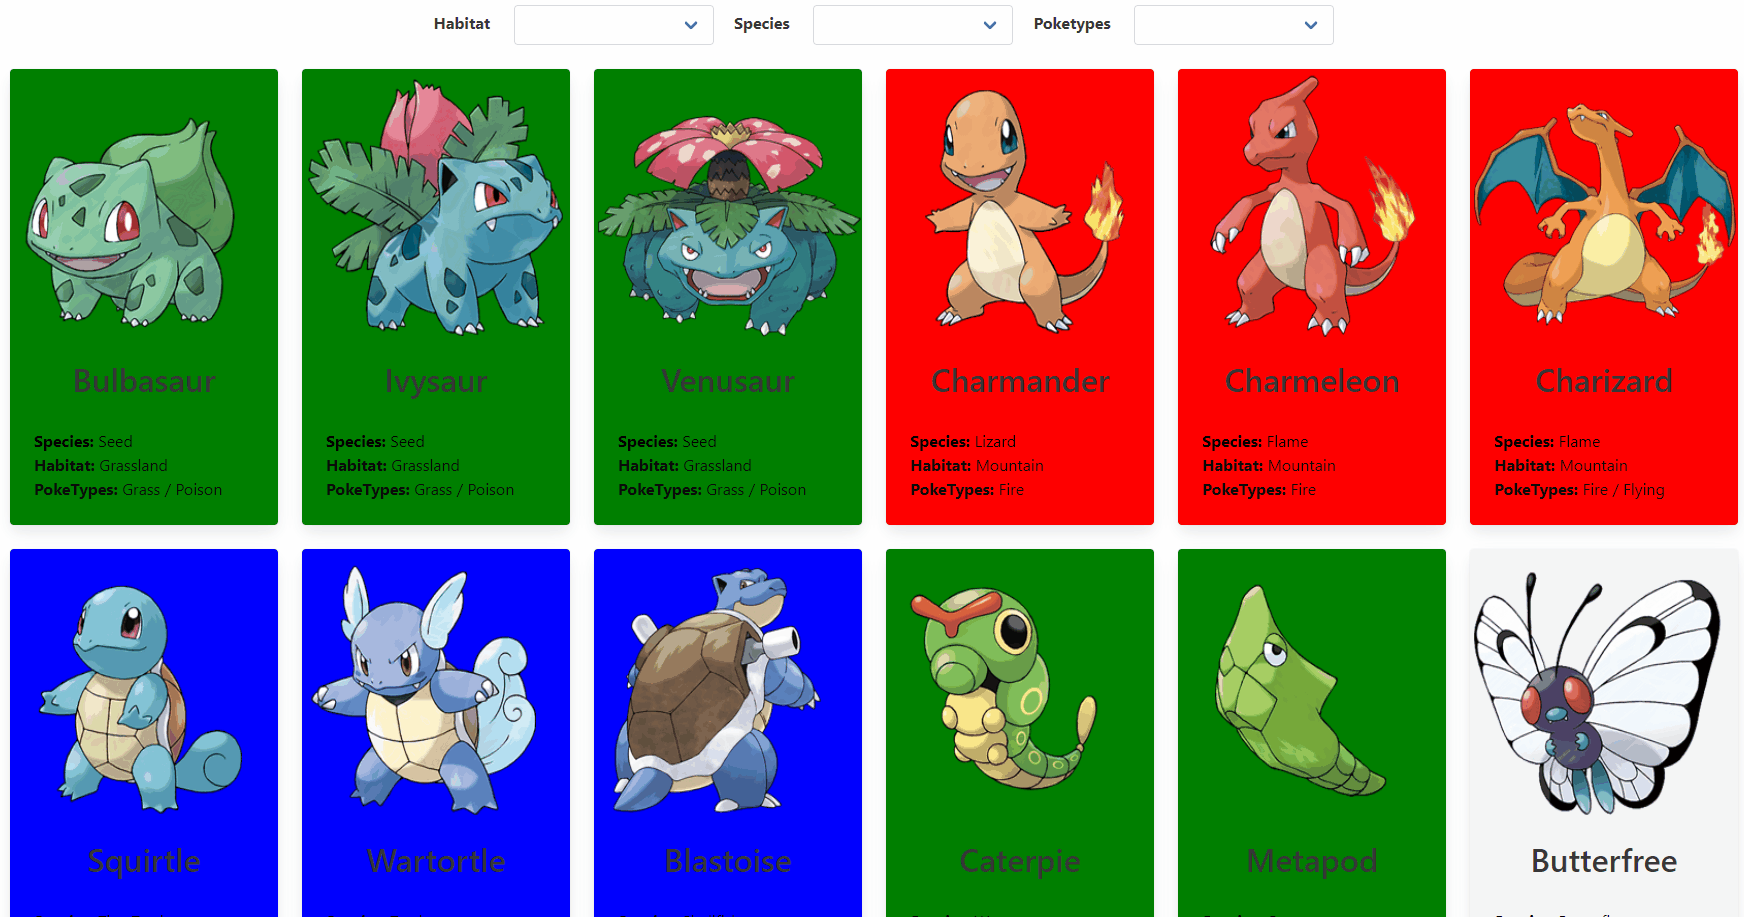 Habitat Species Poketypes
Bulbasaur
Species: Seed
Habitat: Grassland
PokeTypes: Grass / Poison
Ivysaur
Species: Seed
Habitat: Grassland
PokeTypes: Grass / Poison
Venusaur
Species: Seed
Habitat: Grassland
PokeTypes: Grass / Poison
Charmander
Species: Lizard
Habitat: Mountain
PokeTypes: Fire
Charmeleon
Species: Flame
Habitat: Mountain
PokeTypes: Fire
Charizard
Species: Flame
Habitat: Mountain
PokeTypes: Fire / Flying
Squirtle
Wartortle
Blastoise
Caterpie
Metapod
Butterfree